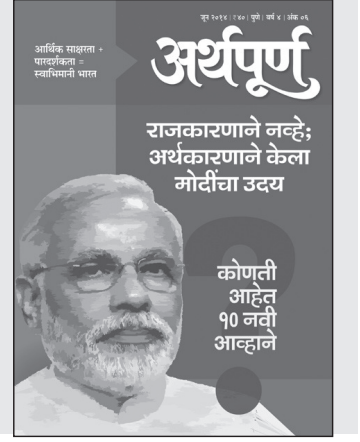 जून २०१४ | ₹ ४० | पुणे | वर्ष ४ | अंक ०६
आर्थिक साक्षरता +
पारदर्शकता =
स्वाभिमानी भारत
अर्थपूर्ण
राजकारणाने नव्हे;
अर्थकारणाने केला
मोदींचा उदय
कोणती
आहेत
१० नवी
आव्हाने
?